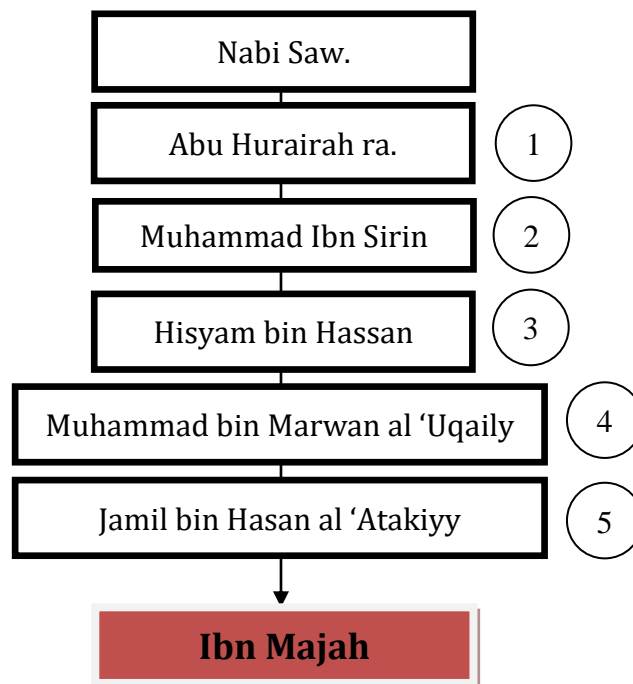 Nabi Saw.
Abu Hurairah ra.
1
Muhammad Ibn Sirin
2
Hisyam bin Hassan
3
Muhammad bin Marwan al ‘Uqaily
4
Jamil bin Hasan al ‘Atakiyy
5
Ibn Majah